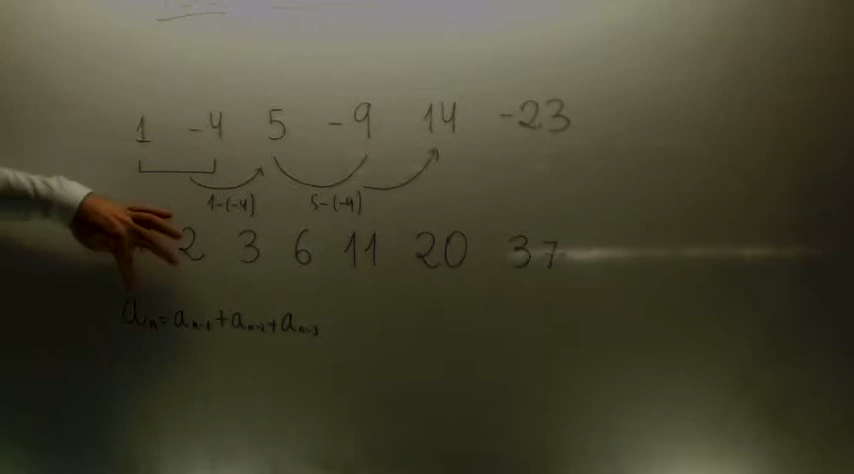 1 -4 5 -9 14 -23
1-(-4) 5-(-9)
2 3 6 11 20 37
aₙ=aₙ₋₁+aₙ₋₂+aₙ₋₃